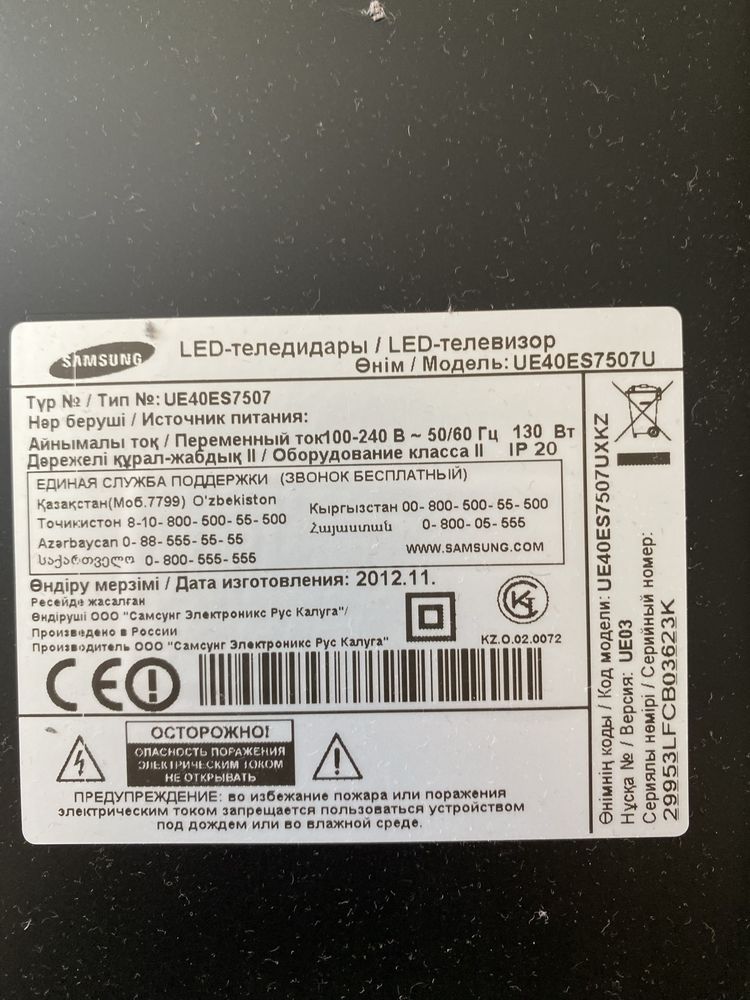 SAMSUNG
LED-теледидары / LED-телевизор
Өнім / Модель: UE40ES7507U
Түр № / Тип №: UE40ES7507
Нәр беруші / Источник питания:
Айнымалы тоқ / Переменный ток100-240 В ~ 50/60 Гц 130 Вт
Дәрежелі құрал-жабдық II / Оборудование класса II IP 20
ЕДИНАЯ СЛУЖБА ПОДДЕРЖКИ (ЗВОНОК БЕСПЛАТНЫЙ)
Қазақстан(Моб.7799) O'zbekiston
Кыргызстан 00-800-500-55-500
Точикистон 8-10-800-500-55-500
Հայաստան 0-800-05-555
Azərbaycan 0-88-555-55-55
WWW.SAMSUNG.COM
საქართველო 0-800-555-555
Өндіру мерзімі / Дата изготовления: 2012.11.
Ресейде жасалған
Өндіруші ООО "Самсунг Электроникс Рус Калуга"/
Произведено в России
Производитель ООО "Самсунг Электроникс Рус Калуга"
KZ.O.02.0072
CE
ОСТОРОЖНО!
ОПАСНОСТЬ ПОРАЖЕНИЯ
ЭЛЕКТРИЧЕСКИМ ТОКОМ
НЕ ОТКРЫВАТЬ
ПРЕДУПРЕЖДЕНИЕ: во избежание пожара или поражения
электрическим током запрещается пользоваться устройством
под дождем или во влажной среде.
Өнімнің коды / Код модели: UE40ES7507UXKZ
Нұсқа № / Версия: UE03
Сериялы нөмірі / Серийный номер:
29953LFCB03623K